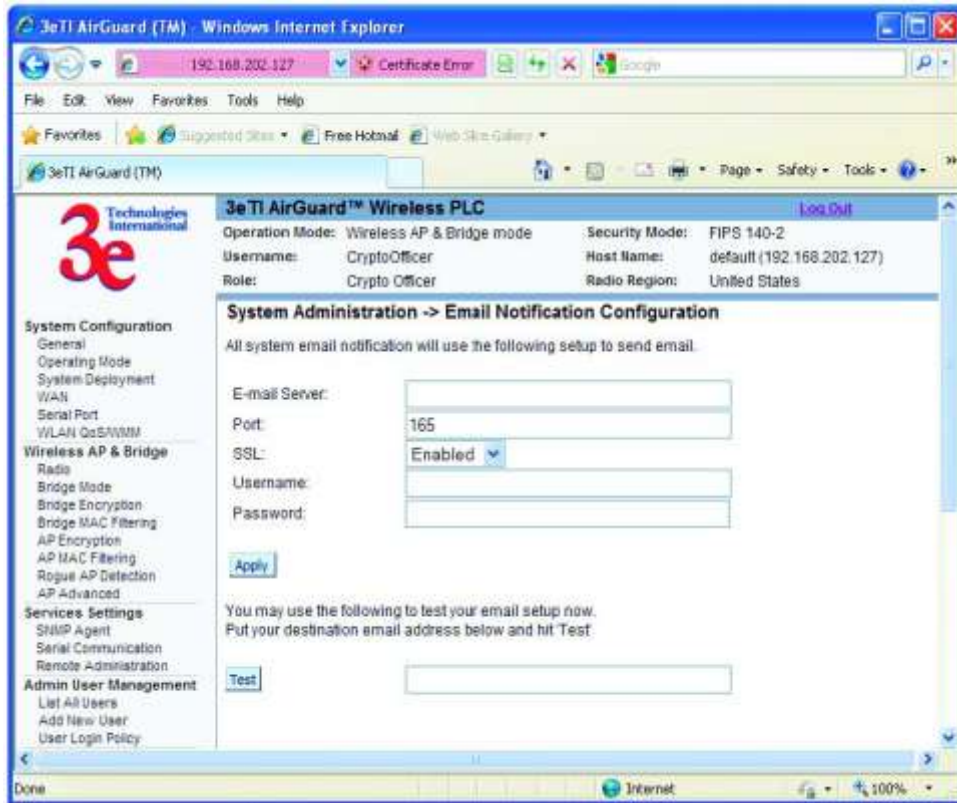 3eTI AirGuard (TM) - Windows Internet Explorer
192.168.202.127 Certificate Error Google
File Edit View Favorites Tools Help
Favorites Suggested Sites Free Hotmail Web Slice Gallery
3eTI AirGuard (TM) Page Safety Tools
3e Technologies International
3eTI AirGuard™ Wireless PLC Log Out
Operation Mode: Wireless AP & Bridge mode Security Mode: FIPS 140-2
Username: CryptoOfficer Host Name: default (192.168.202.127)
Role: Crypto Officer Radio Region: United States
System Configuration
General
Operating Mode
System Deployment
WAN
Serial Port
WLAN QoS/WMM
Wireless AP & Bridge
Radio
Bridge Mode
Bridge Encryption
Bridge MAC Filtering
AP Encryption
AP MAC Filtering
Rogue AP Detection
AP Advanced
Services Settings
SNMP Agent
Serial Communication
Remote Administration
Admin User Management
List All Users
Add New User
User Login Policy
System Administration -> Email Notification Configuration
All system email notification will use the following setup to send email.
E-mail Server:
Port: 165
SSL: Enabled
Username:
Password:
Apply
You may use the following to test your email setup now.
Put your destination email address below and hit 'Test'
Test
Done Internet 100%